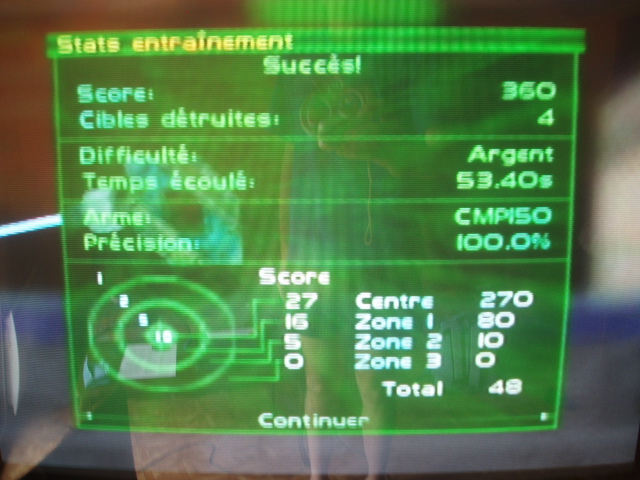 Stats entraînement
Succès!
Score: 360
Cibles détruites: 4
Difficulté: Argent
Temps écoulé: 53.40s
Arme: CMP150
Précision: 100.0%
Score
1
2
5
10
27 Centre 270
16 Zone 1 80
5 Zone 2 10
0 Zone 3 0
Total 48
Continuer